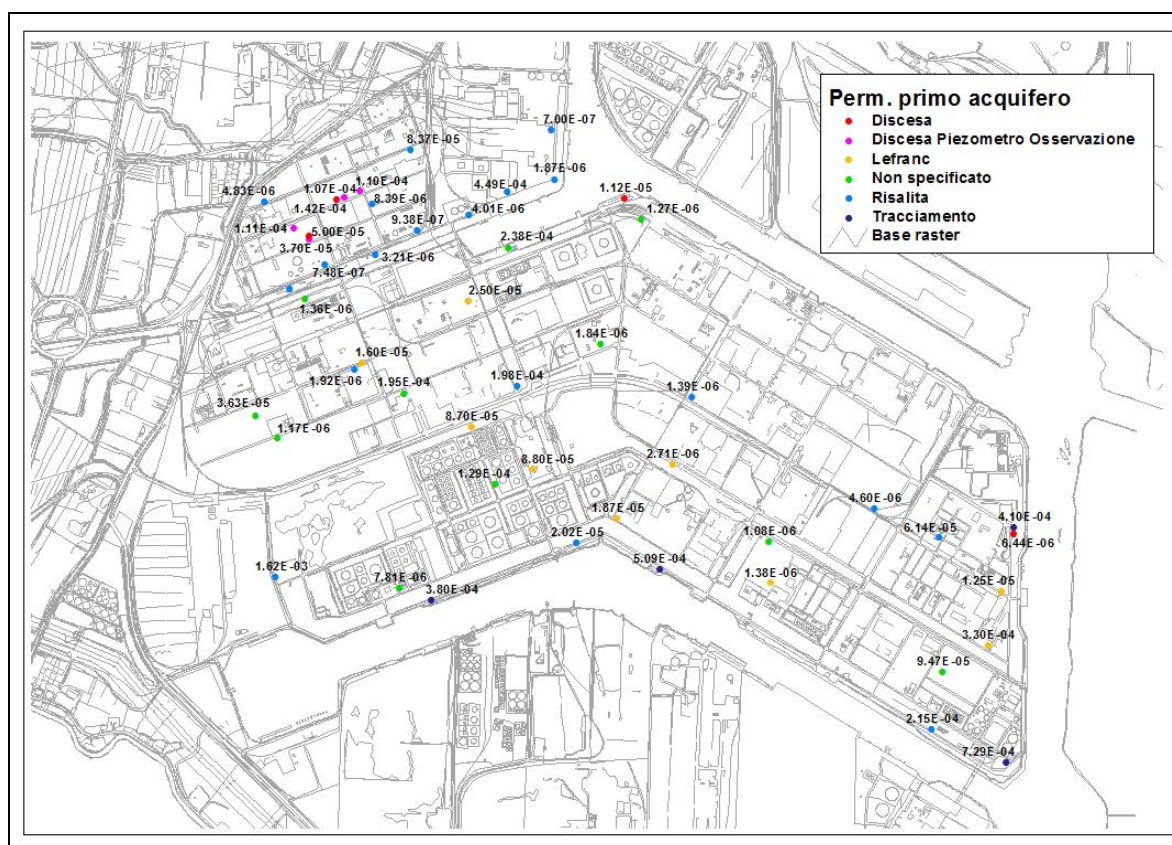 Perm. primo acquifero
Discesa
Discesa Piezometro Osservazione
Lefranc
Non specificato
Risalita
Tracciamento
Base raster
7.00E-07
8.37E-05
1.87E-06
4.83E-06
1.07E-04
1.10E-04
4.49E-04
1.12E-05
1.42E-04
8.39E-06
4.01E-06
1.27E-06
1.11E-04
5.00E-05
9.38E-07
3.70E-05
2.38E-04
3.21E-06
7.48E-07
1.36E-06
2.50E-05
1.84E-06
1.60E-05
1.92E-06
1.95E-04
1.98E-04
1.39E-06
3.63E-05
1.17E-06
8.70E-05
8.80E-05
2.71E-06
1.29E-04
4.60E-06
1.87E-05
4.10E-04
6.14E-05
2.02E-05
1.08E-06
6.44E-06
5.09E-04
1.62E-03
1.38E-06
1.25E-05
7.81E-06
3.80E-04
3.30E-04
9.47E-05
2.15E-04
7.29E-04